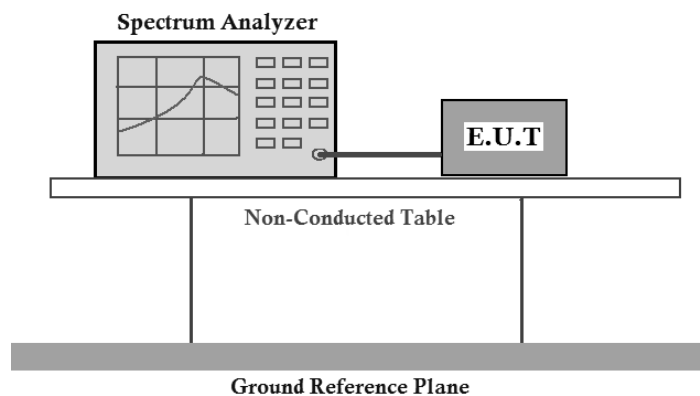 Spectrum Analyzer
E.U.T
Non-Conducted Table
Ground Reference Plane